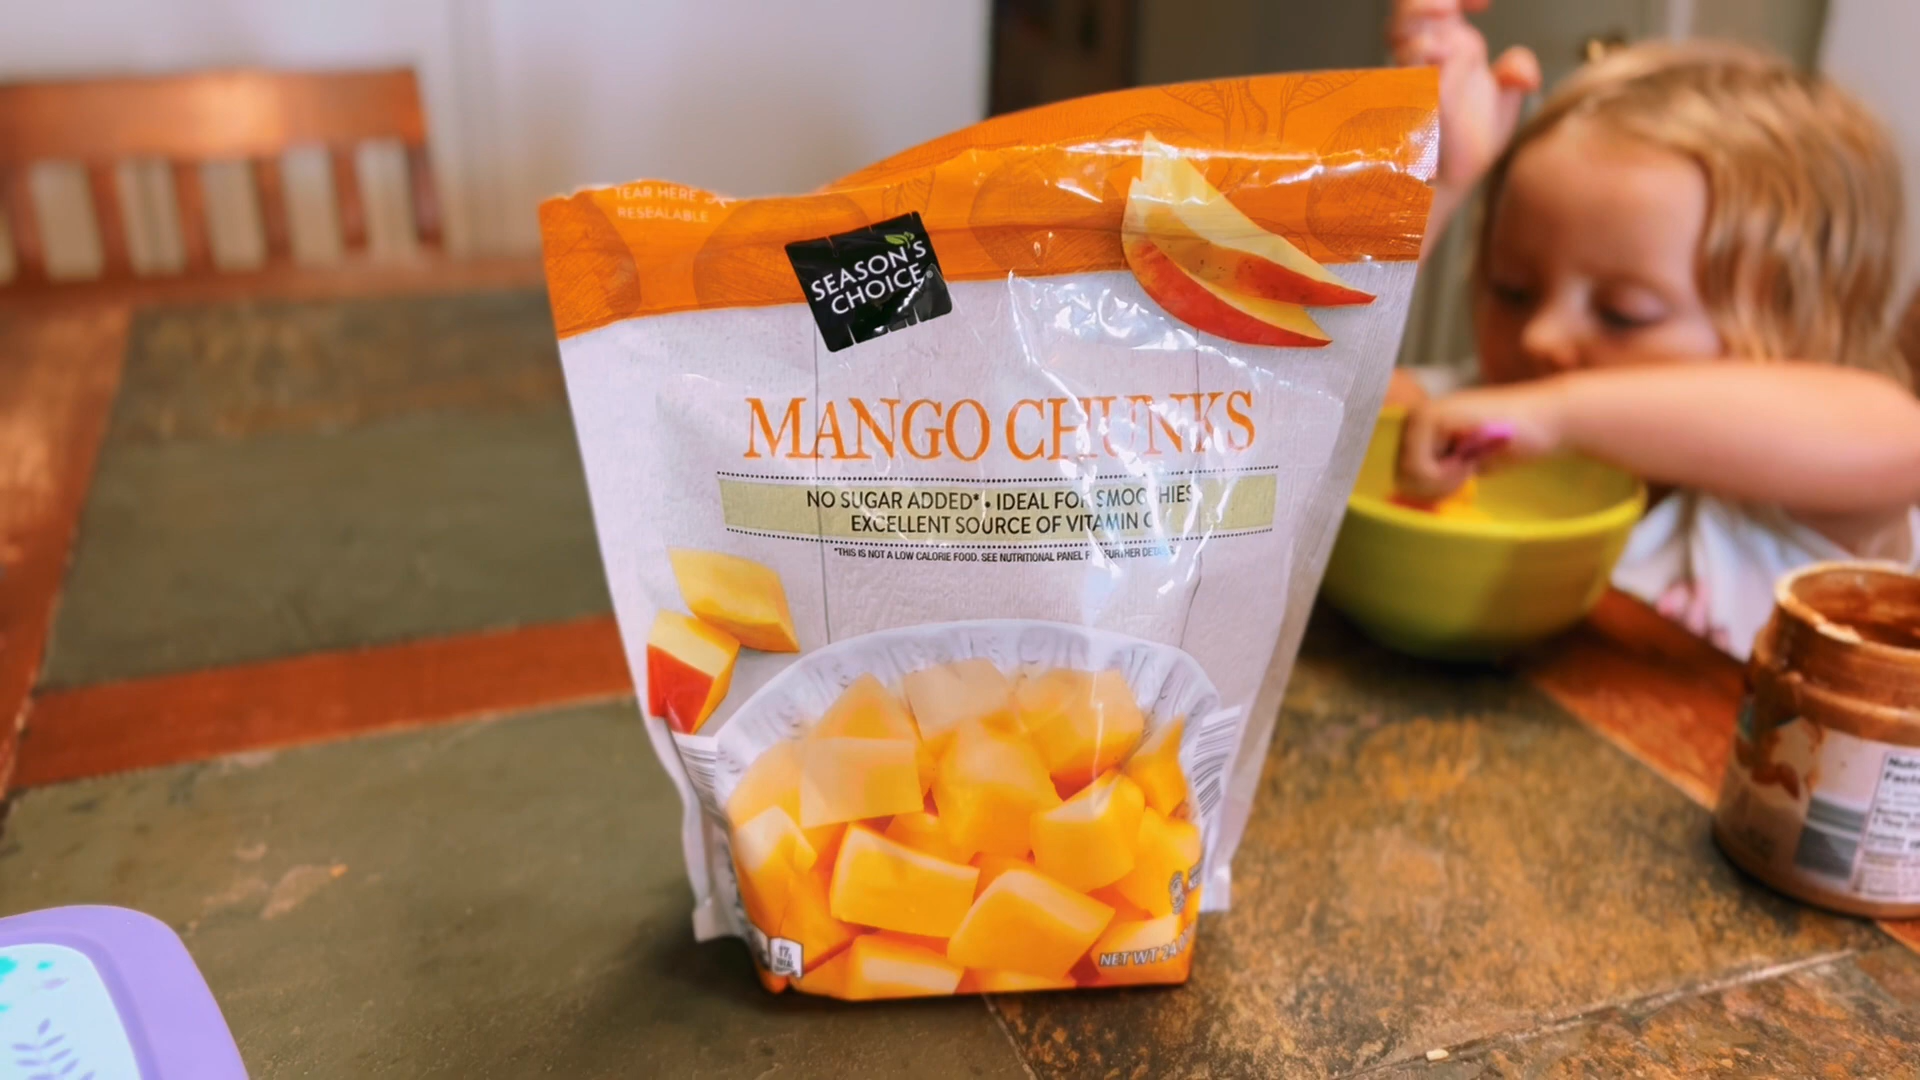 TEAR HERE
RESEALABLE
SEASON'S
CHOICE®
MANGO CHUNKS
NO SUGAR ADDED* • IDEAL FOR SMOOTHIES
EXCELLENT SOURCE OF VITAMIN C
*THIS IS NOT A LOW CALORIE FOOD. SEE NUTRITIONAL PANEL FOR FURTHER DETAILS.
NET WT 24